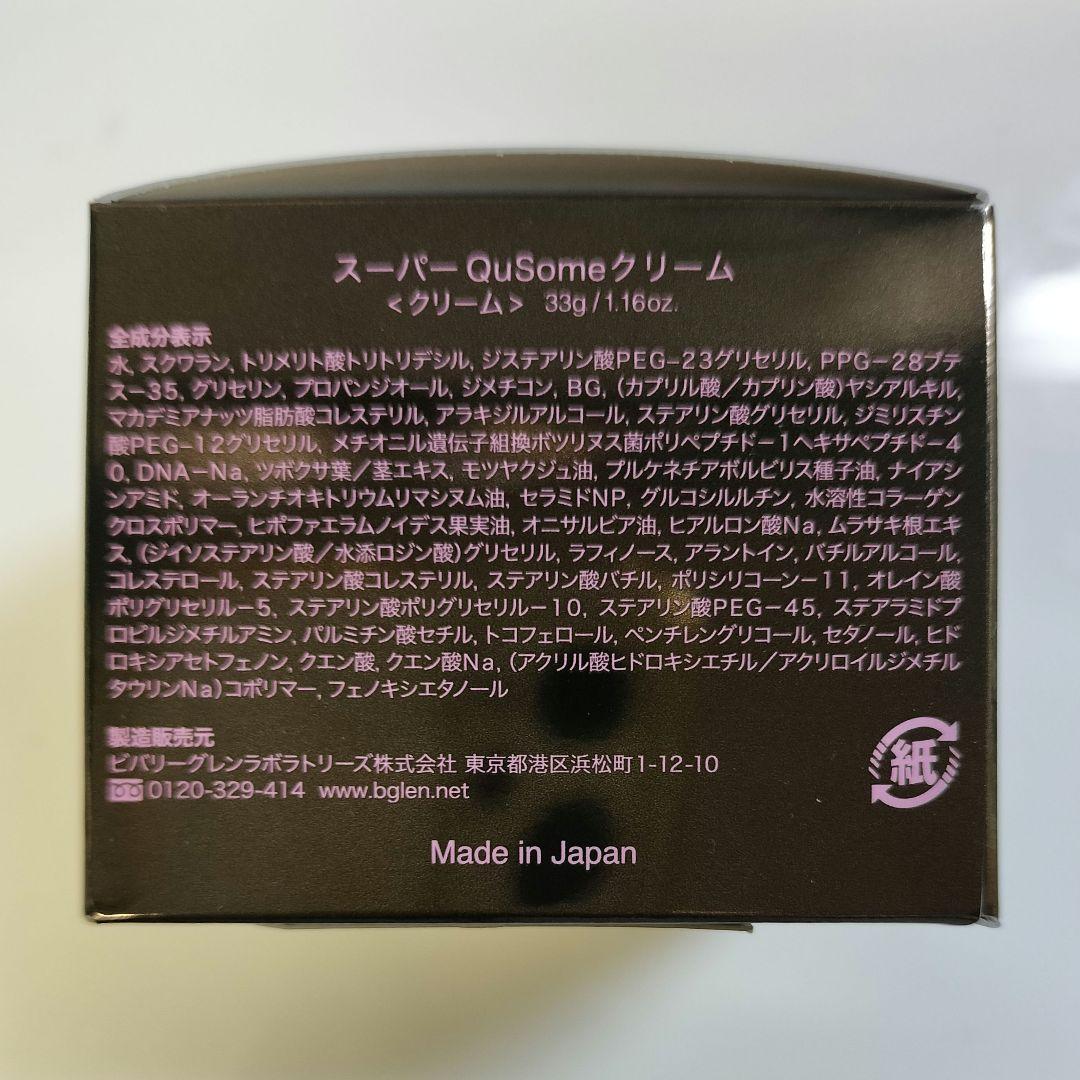 スーパーQuSomeクリーム
<クリーム> 33g/1.16oz.
全成分表示
水, スクワラン, トリメリト酸トリトリデシル, ジステアリン酸PEG-23グリセリル, PPG-28ブテ
ス-35, グリセリン, プロパンジオール, ジメチコン, BG, (カプリル酸/カプリン酸)ヤシアルキル,
マカデミアナッツ脂肪酸コレステリル, アラキジルアルコール, ステアリン酸グリセリル, ジミリスチン
酸PEG-12グリセリル, メチオニル遺伝子組換ボツリヌス菌ポリペプチド-1ヘキサペプチド-4
0, DNA-Na, ツボクサ葉/茎エキス, モツヤクジュ油, プルケネチアボルビリス種子油, ナイアシ
ンアミド, オーランチオキトリウムリマシヌム油, セラミドNP, グルコシルルチン, 水溶性コラーゲン
クロスポリマー, ヒポファエラムノイデス果実油, オニサルビア油, ヒアルロン酸Na, ムラサキ根エキ
ス, (ジイソステアリン酸/水添ロジン酸)グリセリル, ラフィノース, アラントイン, バチルアルコール,
コレステロール, ステアリン酸コレステリル, ステアリン酸バチル, ポリシリコーン-11, オレイン酸
ポリグリセリル-5, ステアリン酸ポリグリセリル-10, ステアリン酸PEG-45, ステアラミドプ
ロピルジメチルアミン, パルミチン酸セチル, トコフェロール, ペンチレングリコール, セタノール, ヒド
ロキシアセトフェノン, クエン酸, クエン酸Na, (アクリル酸ヒドロキシエチル/アクリロイルジメチル
タウリンNa)コポリマー, フェノキシエタノール
製造販売元
ビバリーグレンラボラトリーズ株式会社 東京都港区浜松町1-12-10
0120-329-414 www.bglen.net
紙
Made in Japan